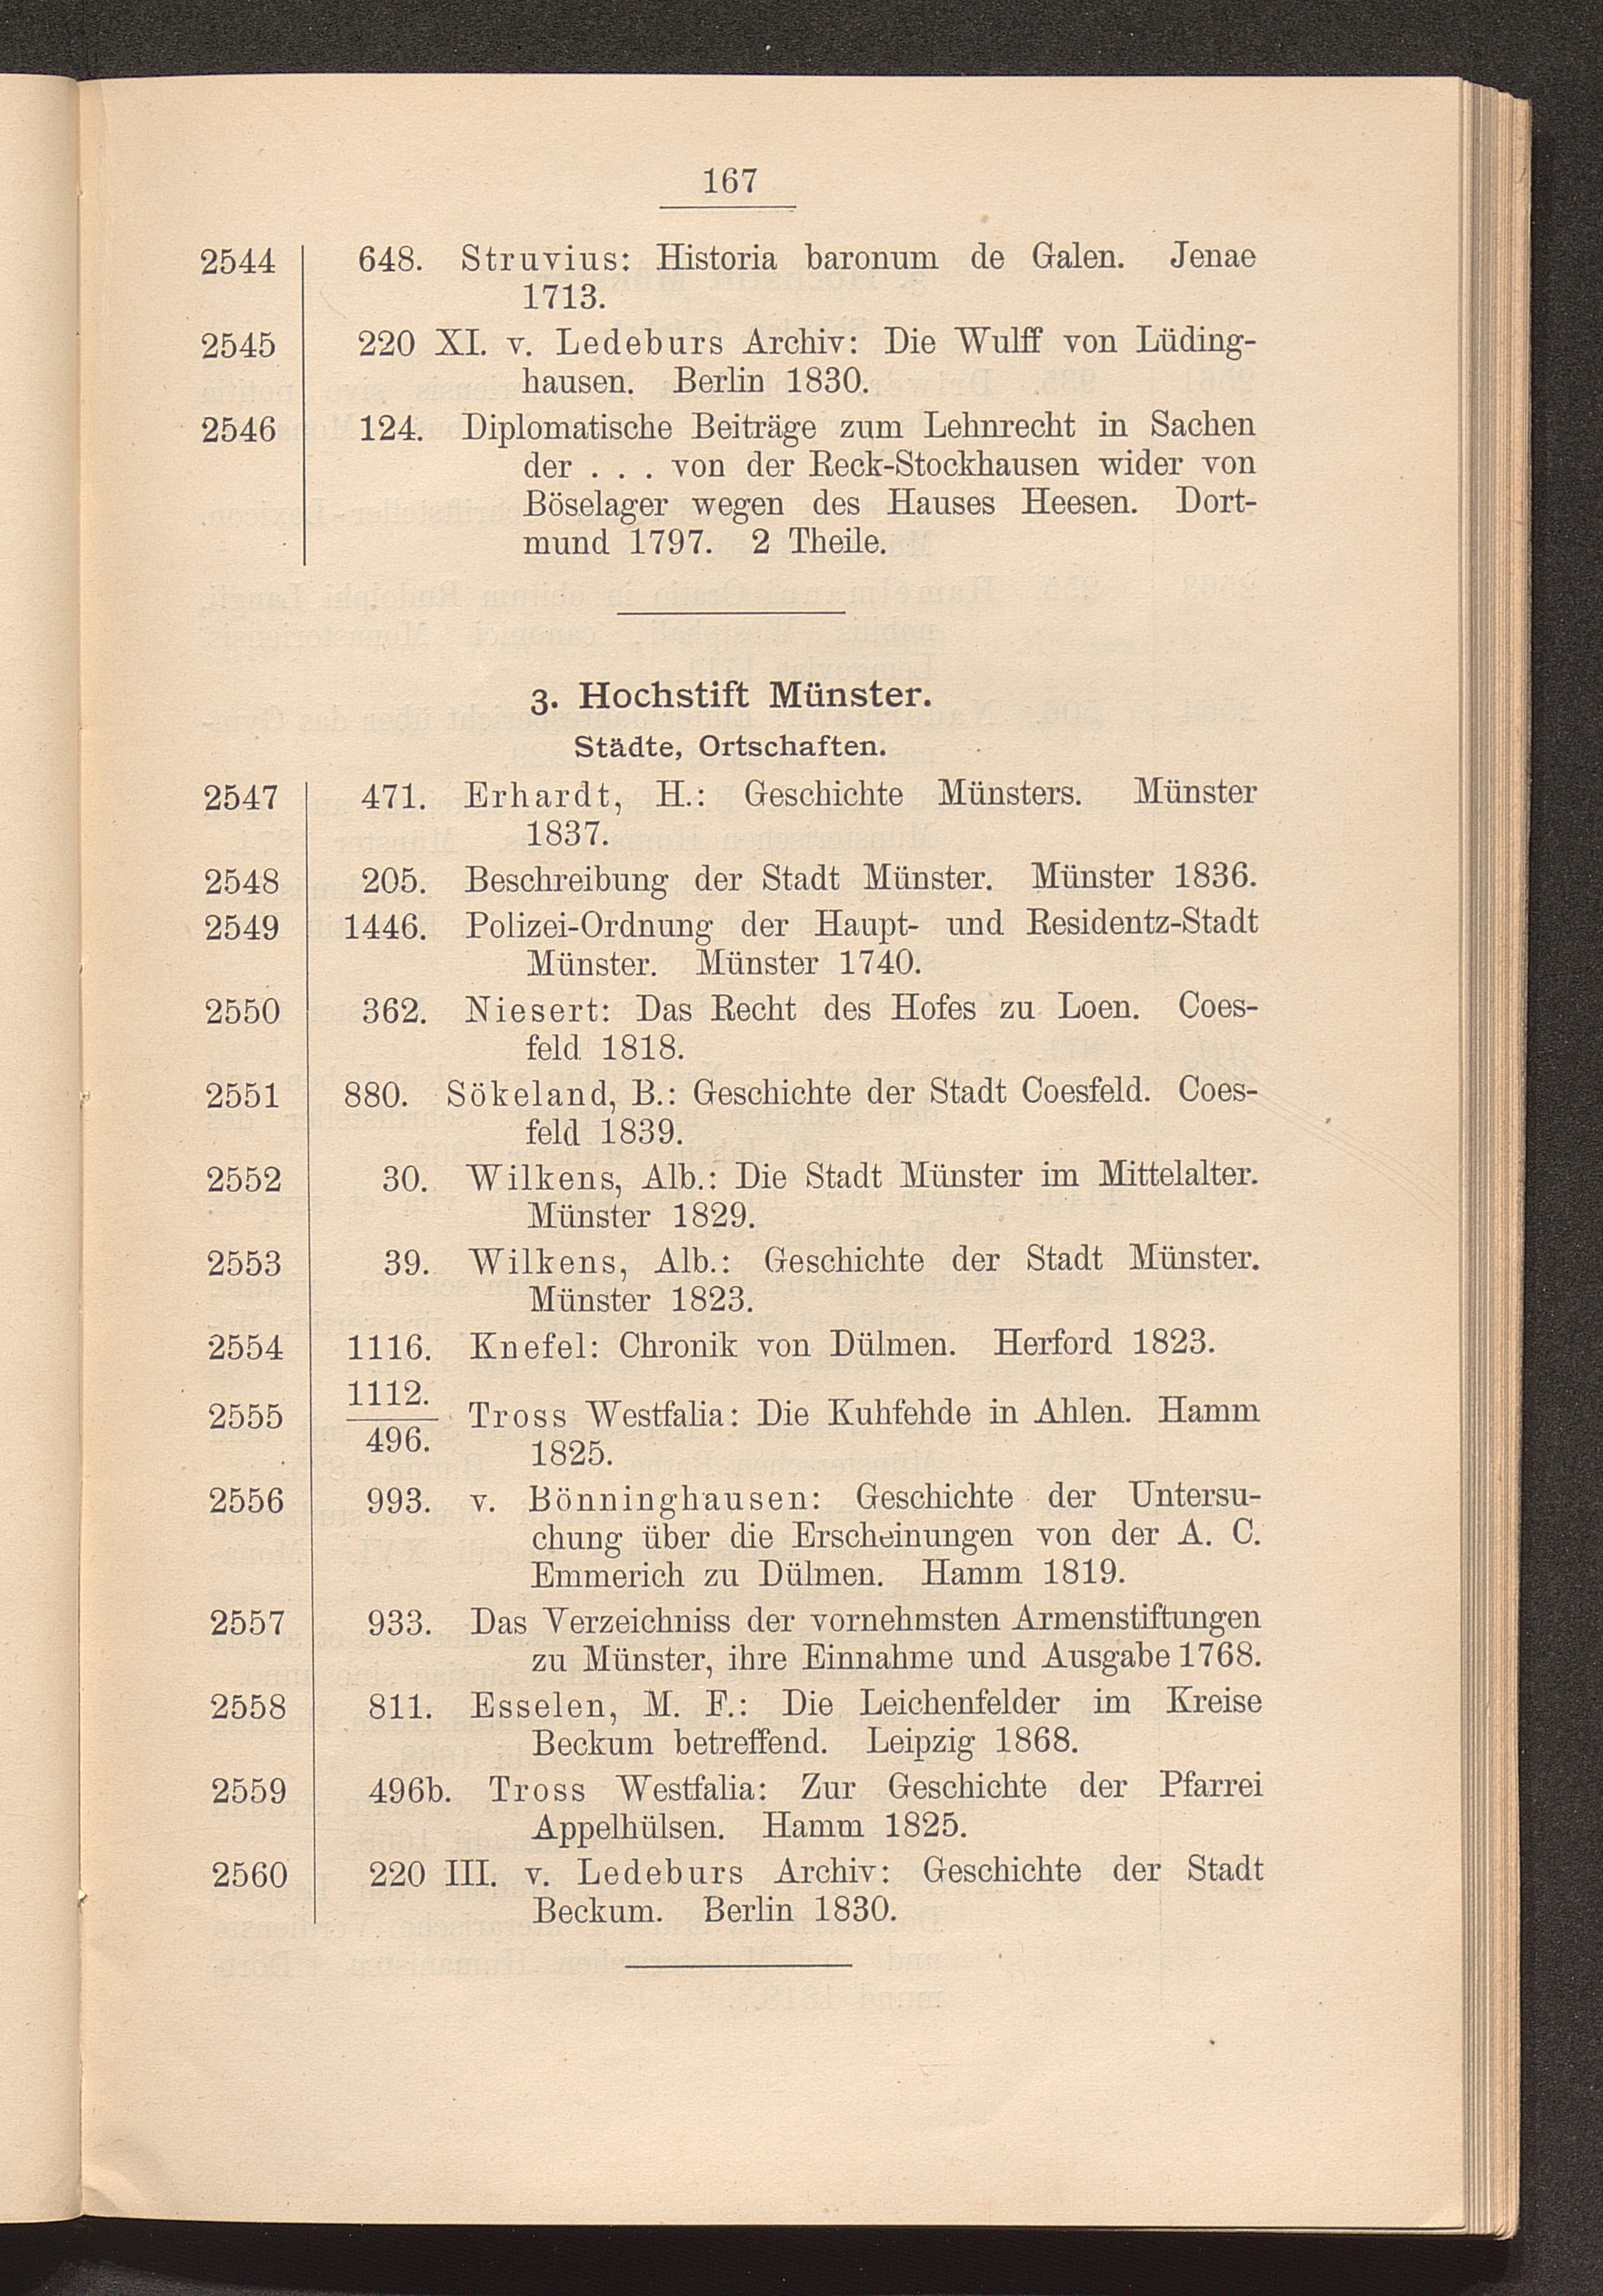 167
2544 648. Struvius: Historia baronum de Galen. Jenae
1713.
2545 220 XI. v. Ledeburs Archiv: Die Wulff von Lüding-
hausen. Berlin 1830.
2546 124. Diplomatische Beiträge zum Lehnrecht in Sachen
der . . . von der Reck-Stockhausen wider von
Böselager wegen des Hauses Heesen. Dort-
mund 1797. 2 Theile.
3. Hochstift Münster.
Städte, Ortschaften.
2547 471. Erhardt, H.: Geschichte Münsters. Münster
1837.
2548 205. Beschreibung der Stadt Münster. Münster 1836.
2549 1446. Polizei-Ordnung der Haupt- und Residentz-Stadt
Münster. Münster 1740.
2550 362. Niesert: Das Recht des Hofes zu Loen. Coes-
feld 1818.
2551 880. Sökeland, B.: Geschichte der Stadt Coesfeld. Coes-
feld 1839.
2552 30. Wilkens, Alb.: Die Stadt Münster im Mittelalter.
Münster 1829.
2553 39. Wilkens, Alb.: Geschichte der Stadt Münster.
Münster 1823.
2554 1116. Knefel: Chronik von Dülmen. Herford 1823.
1112.
2555 496. Tross Westfalia: Die Kuhfehde in Ahlen. Hamm
1825.
2556 993. v. Bönninghausen: Geschichte der Untersu-
chung über die Erscheinungen von der A. C.
Emmerich zu Dülmen. Hamm 1819.
2557 933. Das Verzeichniss der vornehmsten Armenstiftungen
zu Münster, ihre Einnahme und Ausgabe 1768.
2558 811. Esselen, M. F.: Die Leichenfelder im Kreise
Beckum betreffend. Leipzig 1868.
2559 496b. Tross Westfalia: Zur Geschichte der Pfarrei
Appelhülsen. Hamm 1825.
2560 220 III. v. Ledeburs Archiv: Geschichte der Stadt
Beckum. Berlin 1830.